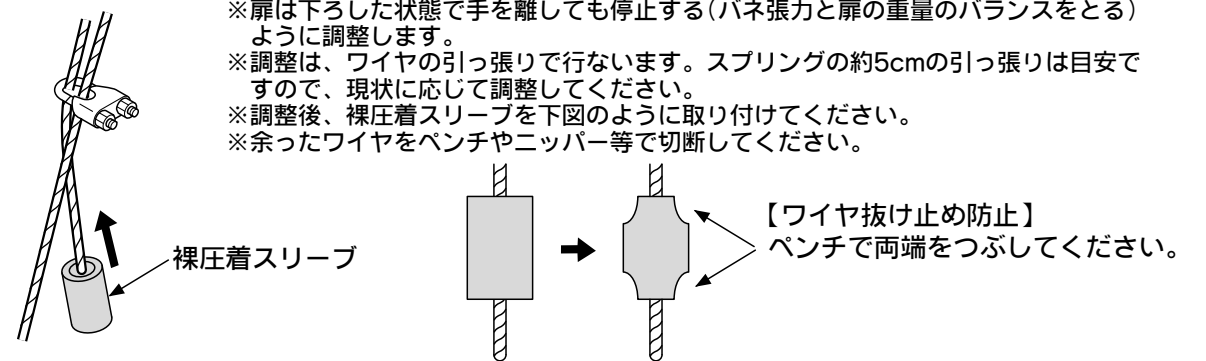 ※扉は下ろした状態で手を離しても停止する(バネ張力と扉の重量のバランスをとる)
ように調整します。
※調整は、ワイヤの引っ張りで行ないます。スプリングの約5cmの引っ張りは目安で
すので、現状に応じて調整してください。
※調整後、裸圧着スリーブを下図のように取り付けてください。
※余ったワイヤをペンチやニッパー等で切断してください。
裸圧着スリーブ
【ワイヤ抜け止め防止】
ペンチで両端をつぶしてください。